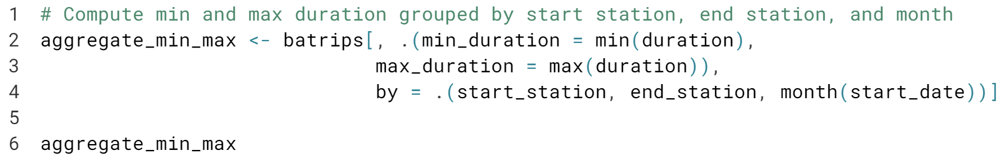 1 # Compute min and max duration grouped by start station, end station, and month
2 aggregate_min_max <- batrips[, .(min_duration = min(duration),
3 max_duration = max(duration)),
4 by = .(start_station, end_station, month(start_date))]
5
6 aggregate_min_max